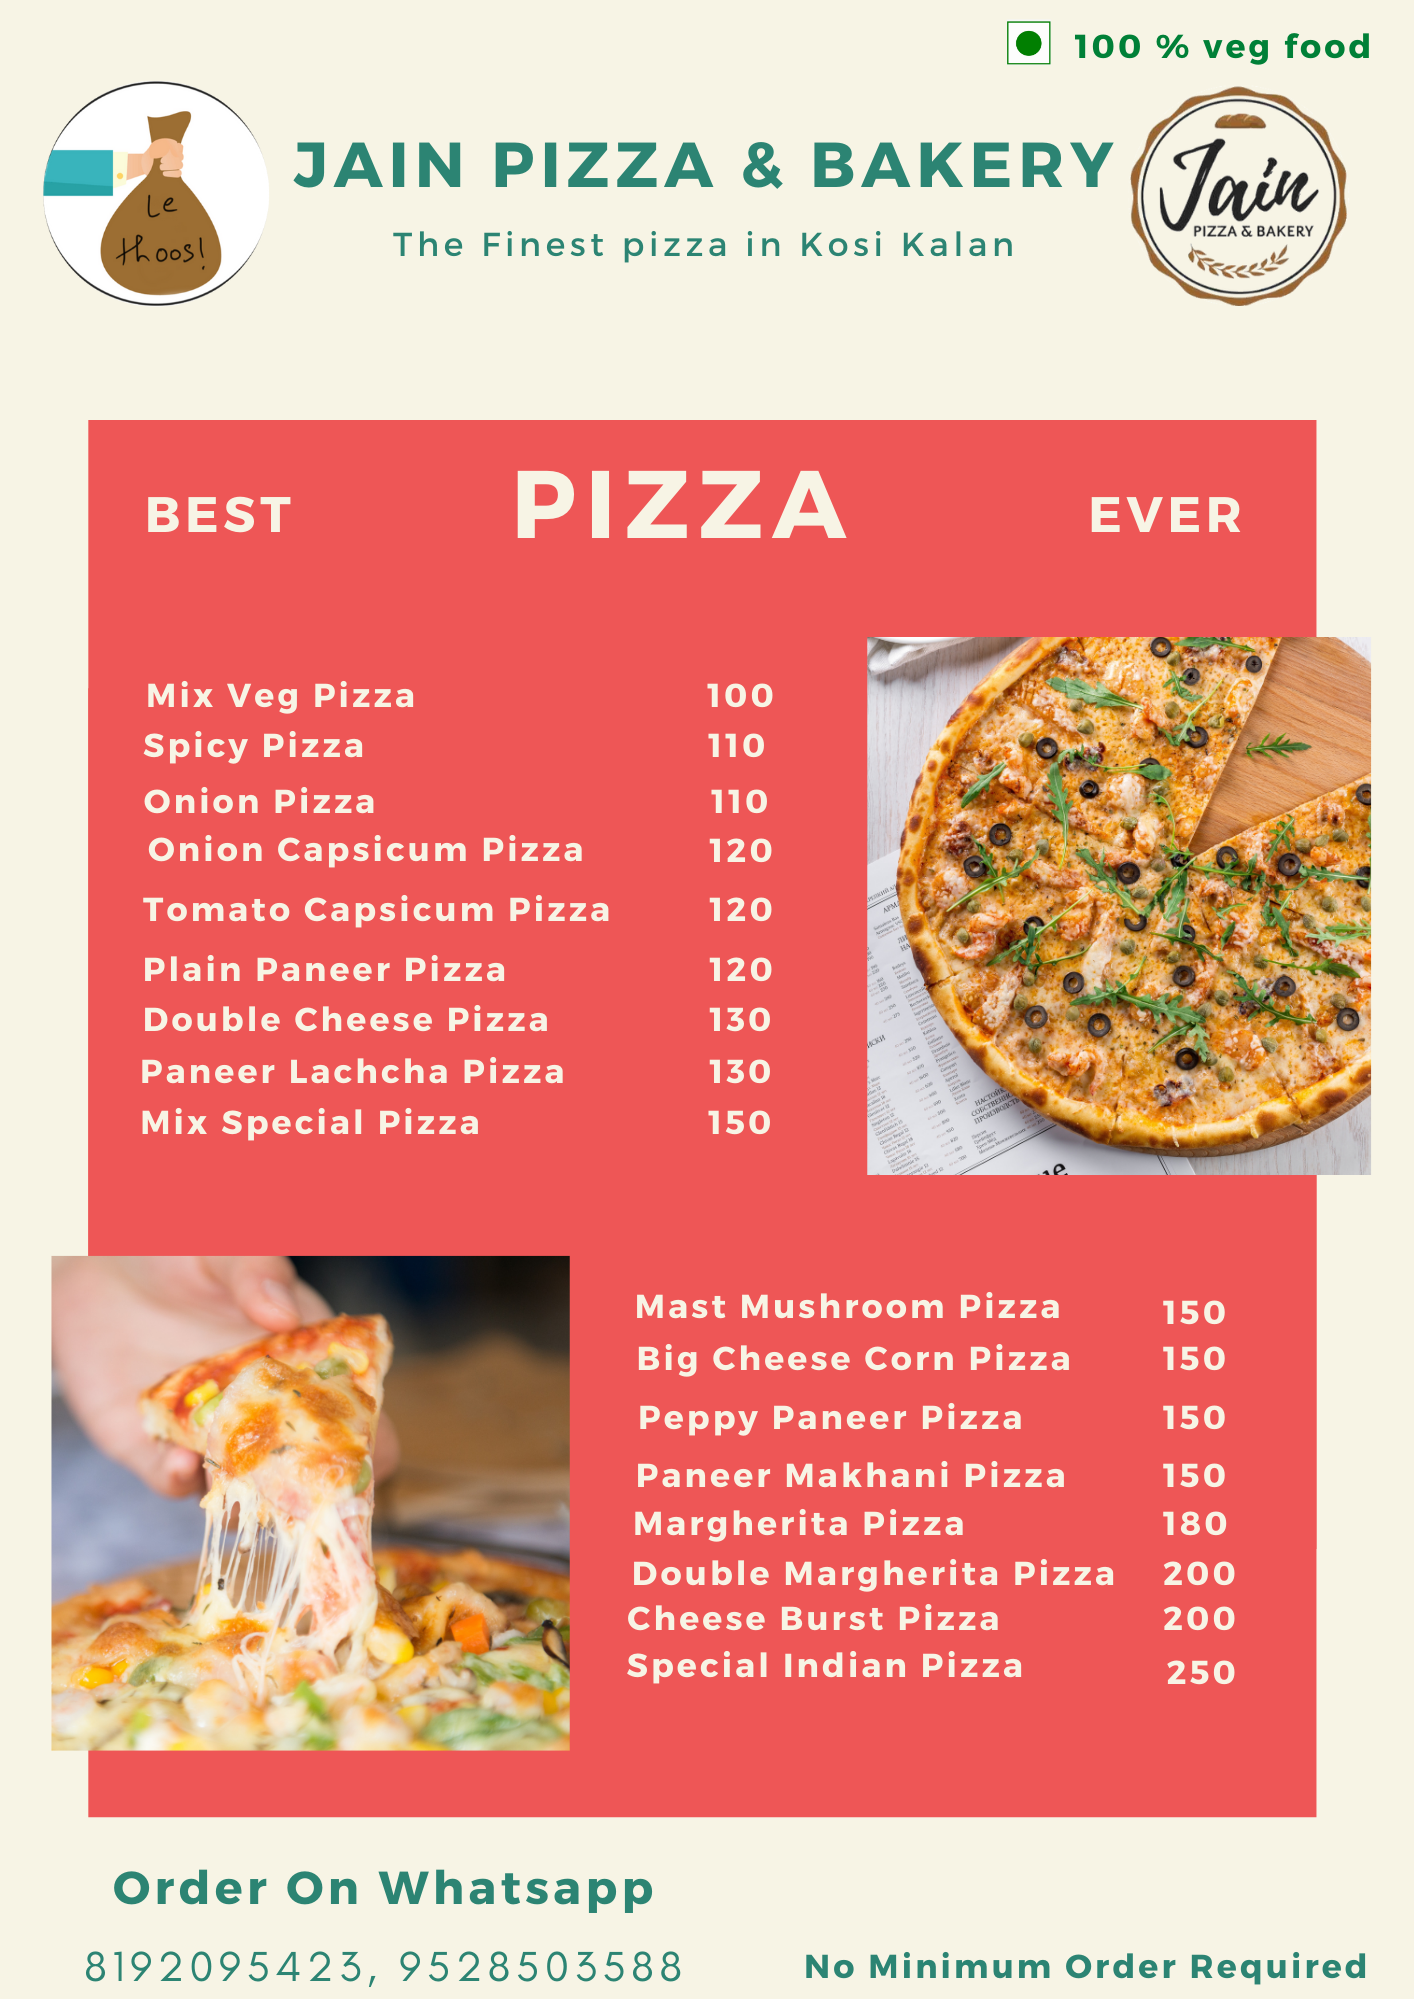 100 % veg food
Le
thoos!
JAIN PIZZA & BAKERY
The Finest pizza in Kosi Kalan
Jain
PIZZA & BAKERY
BEST PIZZA EVER
Mix Veg Pizza 100
Spicy Pizza 110
Onion Pizza 110
Onion Capsicum Pizza 120
Tomato Capsicum Pizza 120
Plain Paneer Pizza 120
Double Cheese Pizza 130
Paneer Lachcha Pizza 130
Mix Special Pizza 150
Mast Mushroom Pizza 150
Big Cheese Corn Pizza 150
Peppy Paneer Pizza 150
Paneer Makhani Pizza 150
Margherita Pizza 180
Double Margherita Pizza 200
Cheese Burst Pizza 200
Special Indian Pizza 250
Order On Whatsapp
8192095423, 9528503588
No Minimum Order Required